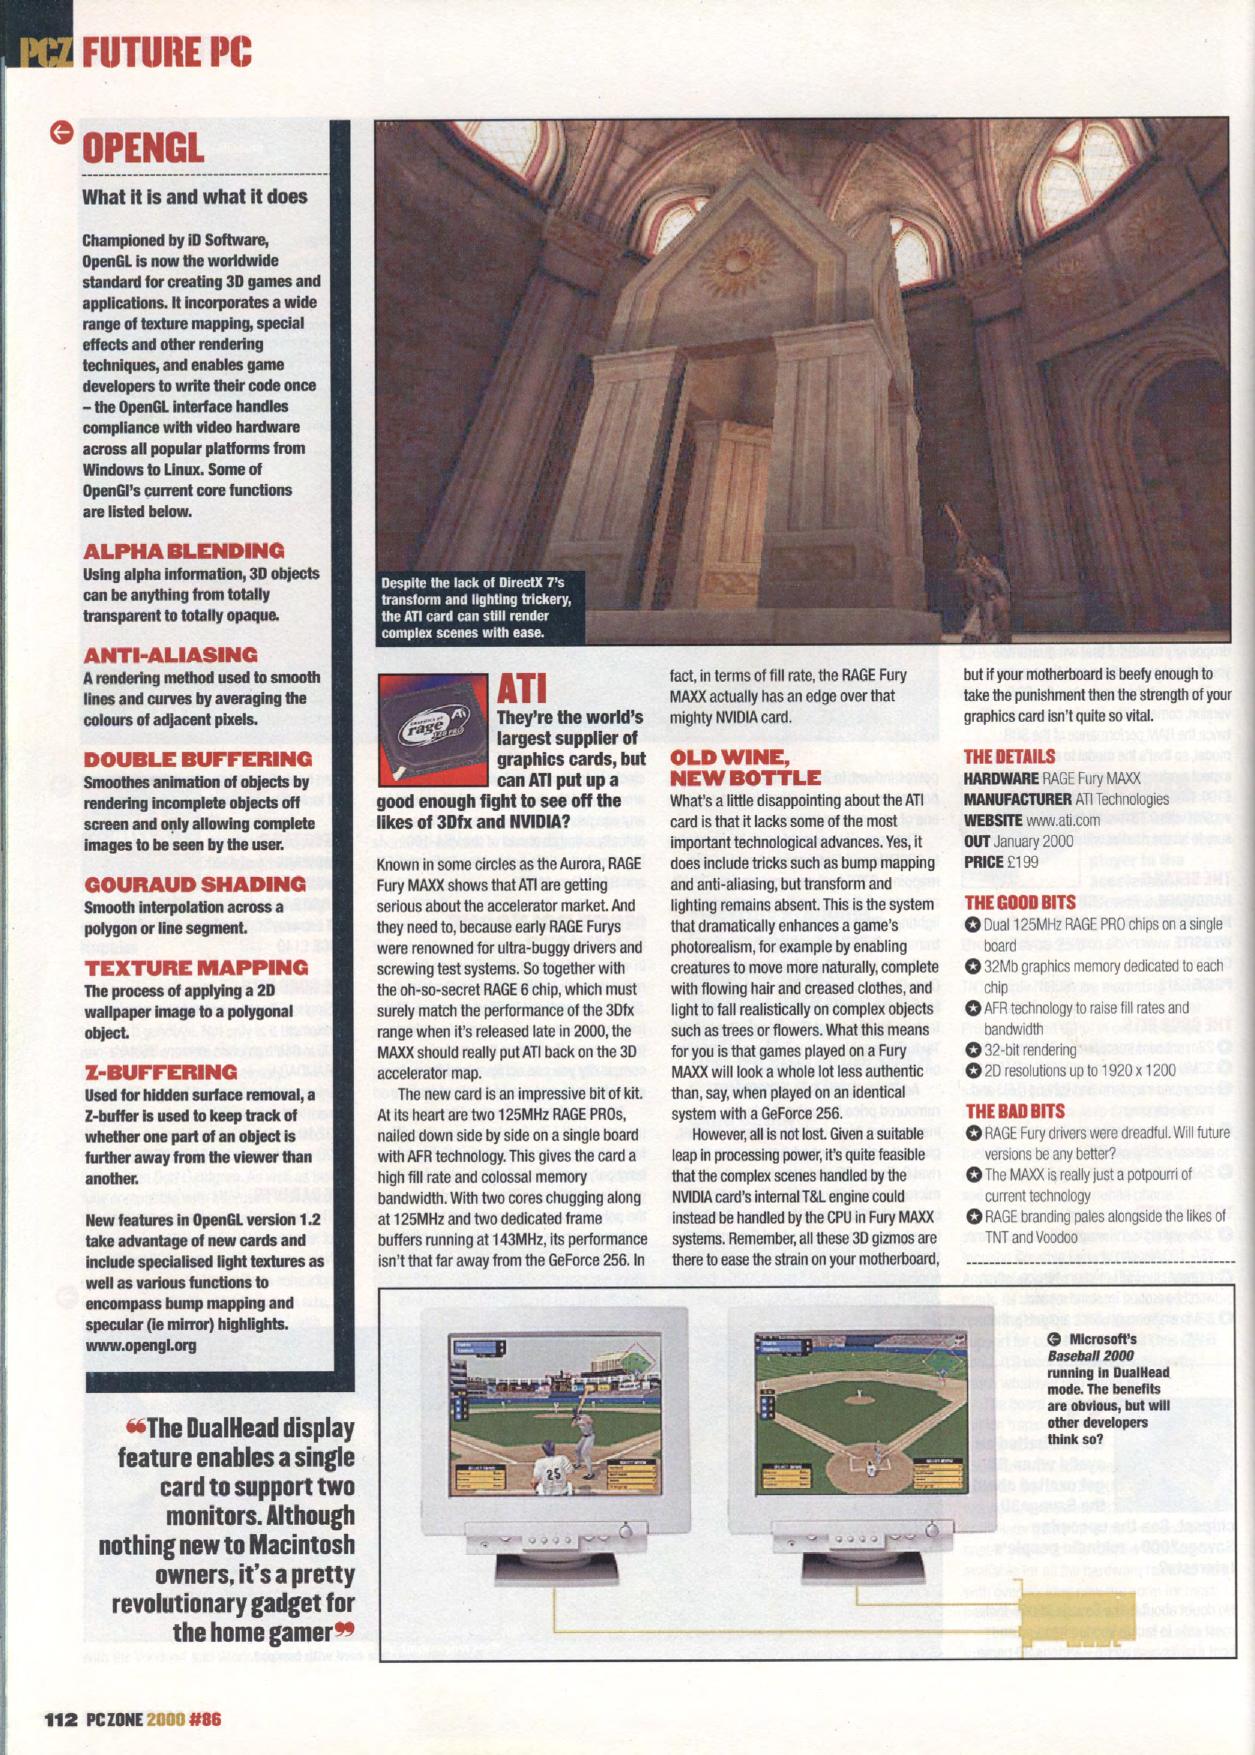 PCZ FUTURE PC
OPENGL
What it is and what it does
Championed by iD Software,
OpenGL is now the worldwide
standard for creating 3D games and
applications. It incorporates a wide
range of texture mapping, special
effects and other rendering
techniques, and enables game
developers to write their code once
– the OpenGL interface handles
compliance with video hardware
across all popular platforms from
Windows to Linux. Some of
OpenGl's current core functions
are listed below.
ALPHA BLENDING
Using alpha information, 3D objects
can be anything from totally
transparent to totally opaque.
ANTI-ALIASING
A rendering method used to smooth
lines and curves by averaging the
colours of adjacent pixels.
DOUBLE BUFFERING
Smoothes animation of objects by
rendering incomplete objects off
screen and only allowing complete
images to be seen by the user.
GOURAUD SHADING
Smooth interpolation across a
polygon or line segment.
TEXTURE MAPPING
The process of applying a 2D
wallpaper image to a polygonal
object.
Z-BUFFERING
Used for hidden surface removal, a
Z-buffer is used to keep track of
whether one part of an object is
further away from the viewer than
another.
New features in OpenGL version 1.2
take advantage of new cards and
include specialised light textures as
well as various functions to
encompass bump mapping and
specular (ie mirror) highlights.
www.opengl.org
“The DualHead display
feature enables a single
card to support two
monitors. Although
nothing new to Macintosh
owners, it's a pretty
revolutionary gadget for
the home gamer”
Despite the lack of DirectX 7's
transform and lighting trickery,
the ATI card can still render
complex scenes with ease.
GRAPHICS BY
ATI
rage
128 PRO
ATI
They're the world's
largest supplier of
graphics cards, but
can ATI put up a
good enough fight to see off the
likes of 3Dfx and NVIDIA?
Known in some circles as the Aurora, RAGE
Fury MAXX shows that ATI are getting
serious about the accelerator market. And
they need to, because early RAGE Furys
were renowned for ultra-buggy drivers and
screwing test systems. So together with
the oh-so-secret RAGE 6 chip, which must
surely match the performance of the 3Dfx
range when it's released late in 2000, the
MAXX should really put ATI back on the 3D
accelerator map.
The new card is an impressive bit of kit.
At its heart are two 125MHz RAGE PROs,
nailed down side by side on a single board
with AFR technology. This gives the card a
high fill rate and colossal memory
bandwidth. With two cores chugging along
at 125MHz and two dedicated frame
buffers running at 143MHz, its performance
isn't that far away from the GeForce 256. In
fact, in terms of fill rate, the RAGE Fury
MAXX actually has an edge over that
mighty NVIDIA card.
OLD WINE,
NEW BOTTLE
What's a little disappointing about the ATI
card is that it lacks some of the most
important technological advances. Yes, it
does include tricks such as bump mapping
and anti-aliasing, but transform and
lighting remains absent. This is the system
that dramatically enhances a game's
photorealism, for example by enabling
creatures to move more naturally, complete
with flowing hair and creased clothes, and
light to fall realistically on complex objects
such as trees or flowers. What this means
for you is that games played on a Fury
MAXX will look a whole lot less authentic
than, say, when played on an identical
system with a GeForce 256.
However, all is not lost. Given a suitable
leap in processing power, it's quite feasible
that the complex scenes handled by the
NVIDIA card's internal T&L engine could
instead be handled by the CPU in Fury MAXX
systems. Remember, all these 3D gizmos are
there to ease the strain on your motherboard,
but if your motherboard is beefy enough to
take the punishment then the strength of your
graphics card isn't quite so vital.
THE DETAILS
HARDWARE RAGE Fury MAXX
MANUFACTURER ATI Technologies
WEBSITE www.ati.com
OUT January 2000
PRICE £199
THE GOOD BITS
Dual 125MHz RAGE PRO chips on a single
board
32Mb graphics memory dedicated to each
chip
AFR technology to raise fill rates and
bandwidth
32-bit rendering
2D resolutions up to 1920 x 1200
THE BAD BITS
RAGE Fury drivers were dreadful. Will future
versions be any better?
The MAXX is really just a potpourri of
current technology
RAGE branding pales alongside the likes of
TNT and Voodoo
25
Microsoft's
Baseball 2000
running in DualHead
mode. The benefits
are obvious, but will
other developers
think so?
112 PCZONE 2000 #86